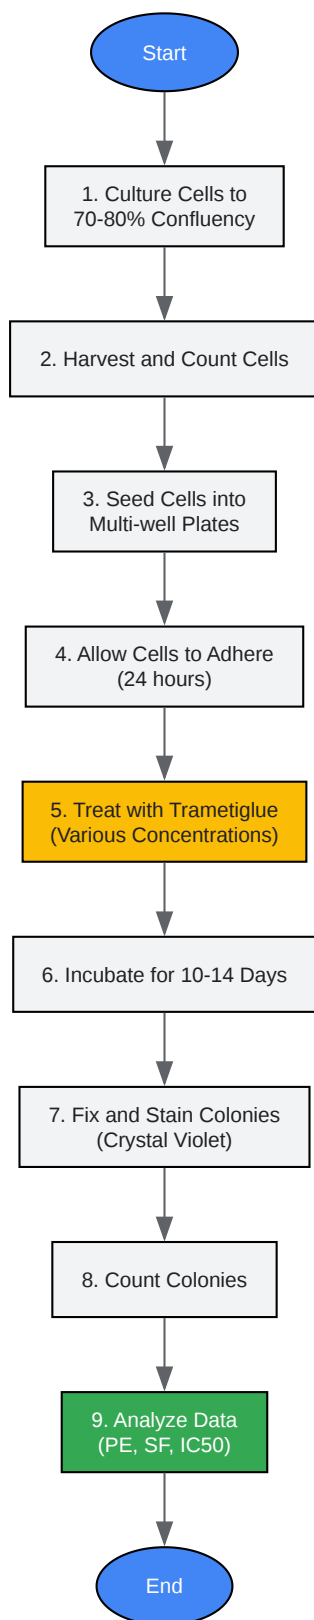 Start
1. Culture Cells to
70-80% Confluency
2. Harvest and Count Cells
3. Seed Cells into
Multi-well Plates
4. Allow Cells to Adhere
(24 hours)
5. Treat with Trametiglue
(Various Concentrations)
6. Incubate for 10-14 Days
7. Fix and Stain Colonies
(Crystal Violet)
8. Count Colonies
9. Analyze Data
(PE, SF, IC50)
End